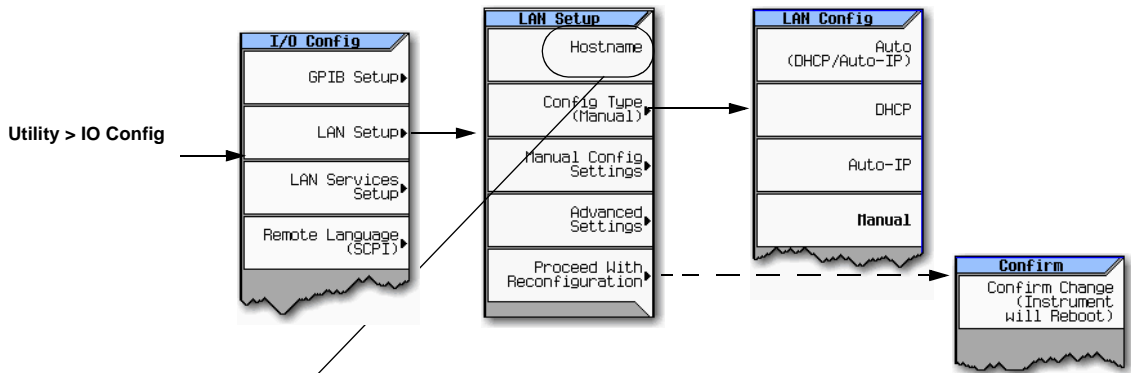 Utility > IO Config
I/O Config
GPIB Setup
LAN Setup
LAN Services
Setup
Remote Language
(SCPI)
LAN Setup
Hostname
Config Type
(Manual)
Manual Config
Settings
Advanced
Settings
Proceed With
Reconfiguration
LAN Config
Auto
(DHCP/Auto-IP)
DHCP
Auto-IP
Manual
Confirm
Confirm Change
(Instrument
will Reboot)